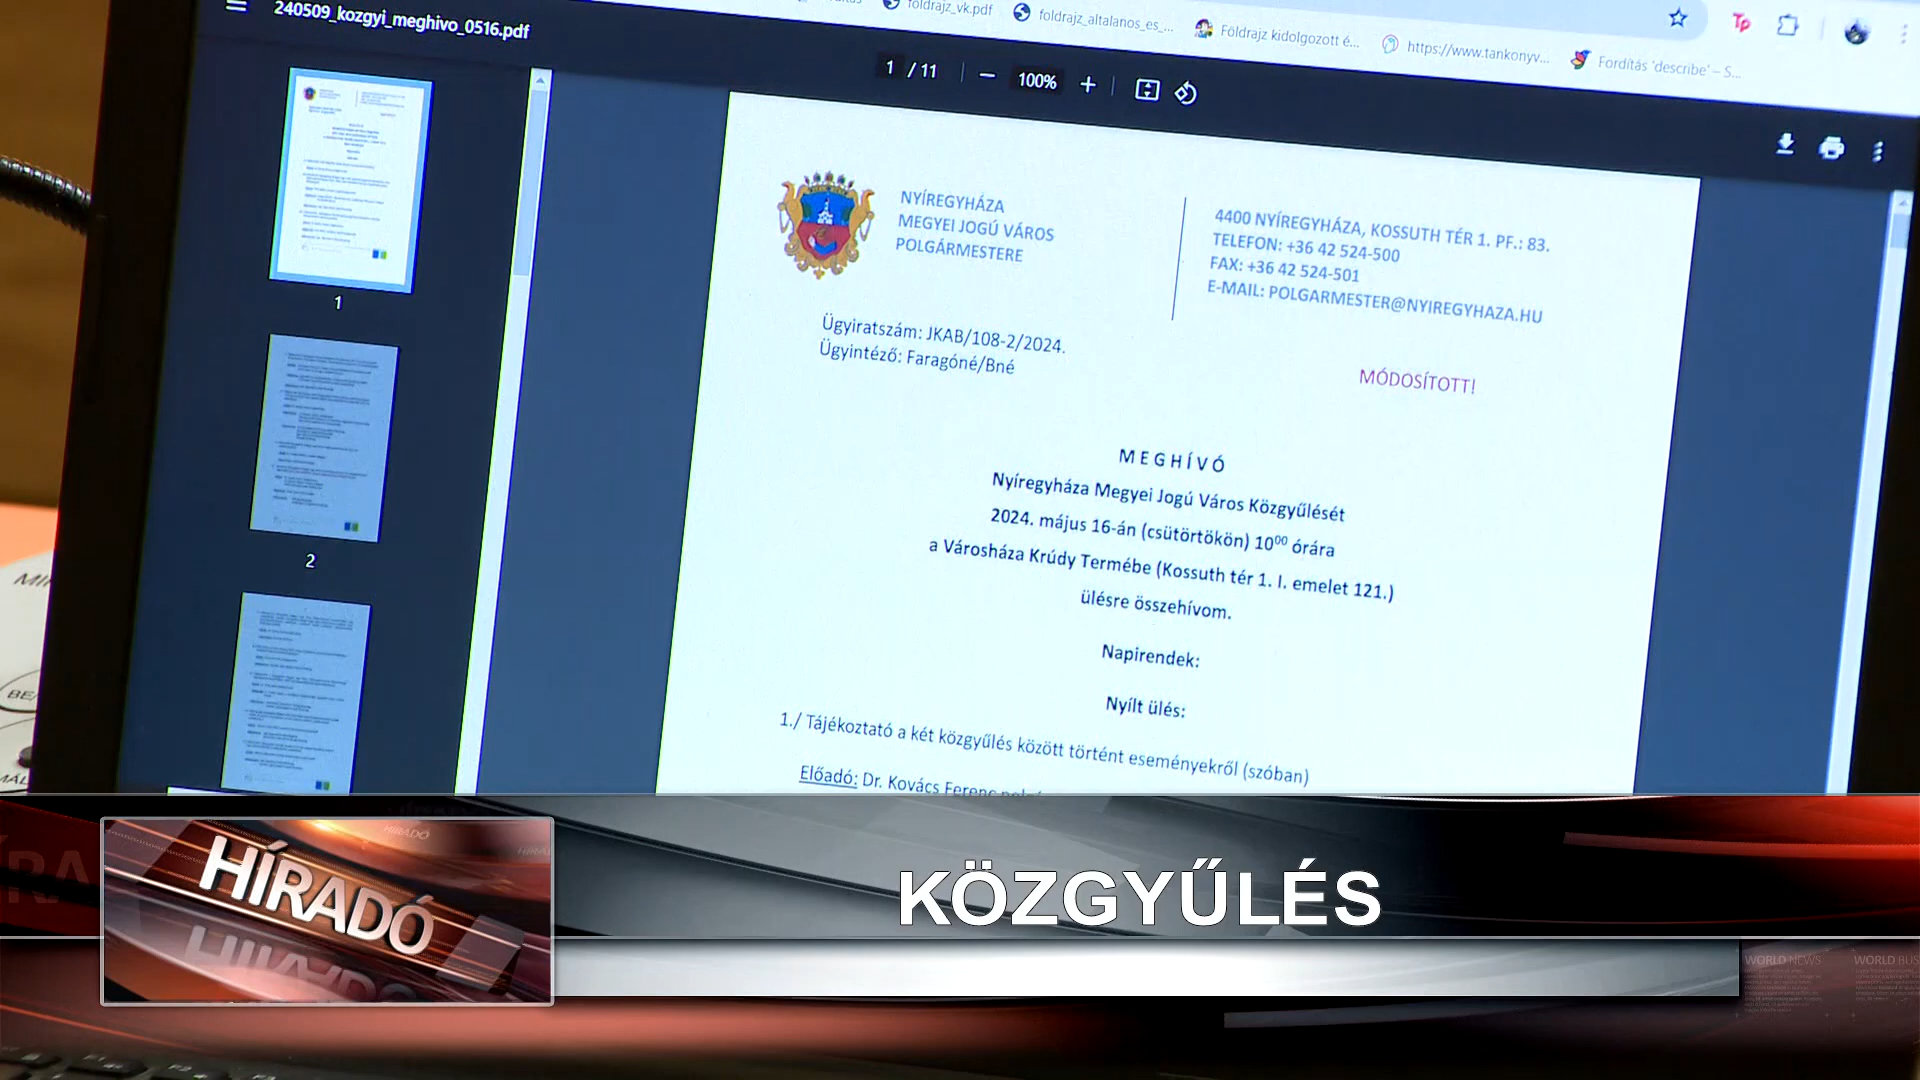 240509_kozgyi_meghivo_0516.pdf
földrajz_vk.pdf
foldrajz_altalanos_es_...
Földrajz kidolgozott é...
https://www.tankonyv...
Fordítás 'describe' – S...
1 / 11
100%
1
2
NYÍREGYHÁZA
MEGYEI JOGÚ VÁROS
POLGÁRMESTERE
4400 NYÍREGYHÁZA, KOSSUTH TÉR 1. PF.: 83.
TELEFON: +36 42 524-500
FAX: +36 42 524-501
E-MAIL: POLGARMESTER@NYIREGYHAZA.HU
Ügyiratszám: JKAB/108-2/2024.
Ügyintéző: Faragóné/Bné
MÓDOSÍTOTT!
MEGHÍVÓ
Nyíregyháza Megyei Jogú Város Közgyűlését
2024. május 16-án (csütörtökön) 10⁰⁰ órára
a Városháza Krúdy Termébe (Kossuth tér 1. I. emelet 121.)
ülésre összehívom.
Napirendek:
Nyílt ülés:
1./ Tájékoztató a két közgyűlés között történt eseményekről (szóban)
Előadó: Dr. Kovács Ferenc
HÍRADÓ
KÖZGYŰLÉS
WORLD NEWS
WORLD BUS